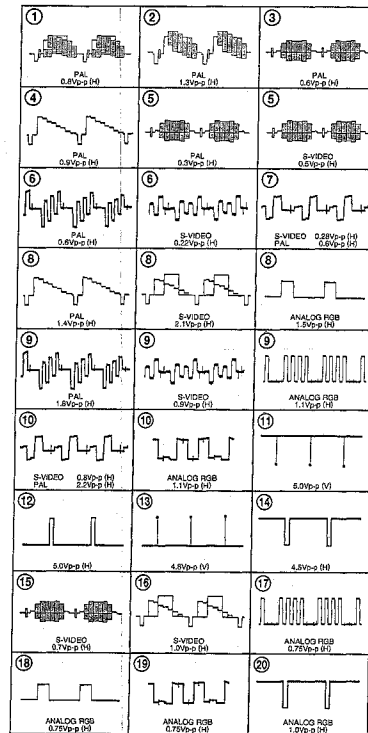 ① ② ③
PAL PAL PAL
0.8Vp-p (H) 1.3Vp-p (H) 0.6Vp-p (H)
④ ⑤ ⑤
PAL PAL S-VIDEO
0.9Vp-p (H) 0.3Vp-p (H) 0.5Vp-p (H)
⑥ ⑥ ⑦
PAL S-VIDEO S-VIDEO 0.28Vp-p (H)
0.6Vp-p (H) 0.22Vp-p (H) PAL 0.6Vp-p (H)
⑧ ⑧ ⑧
PAL S-VIDEO ANALOG RGB
1.4Vp-p (H) 2.1Vp-p (H) 1.5Vp-p (H)
⑨ ⑨ ⑨
PAL S-VIDEO ANALOG RGB
1.8Vp-p (H) 0.9Vp-p (H) 1.1Vp-p (H)
⑩ ⑩ ⑪
S-VIDEO 0.8Vp-p (H) ANALOG RGB
PAL 2.2Vp-p (H) 1.1Vp-p (H) 5.0Vp-p (V)
⑫ ⑬ ⑭
5.0Vp-p (H) 4.8Vp-p (V)
⑮ ⑯ ⑰
S-VIDEO S-VIDEO ANALOG RGB
0.7Vp-p (H) 1.0Vp-p (H) 0.75Vp-p (H)
⑱ ⑲ ⑳
ANALOG RGB ANALOG RGB ANALOG RGB
0.75Vp-p (H) 0.75Vp-p (H) 1.0Vp-p (H)